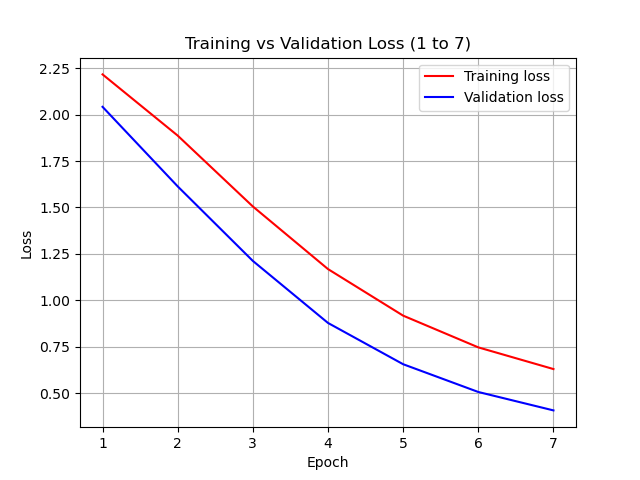 Training vs Validation Loss (1 to 7)
Training loss
Validation loss
Loss
2.25
2.00
1.75
1.50
1.25
1.00
0.75
0.50
1 2 3 4 5 6 7
Epoch